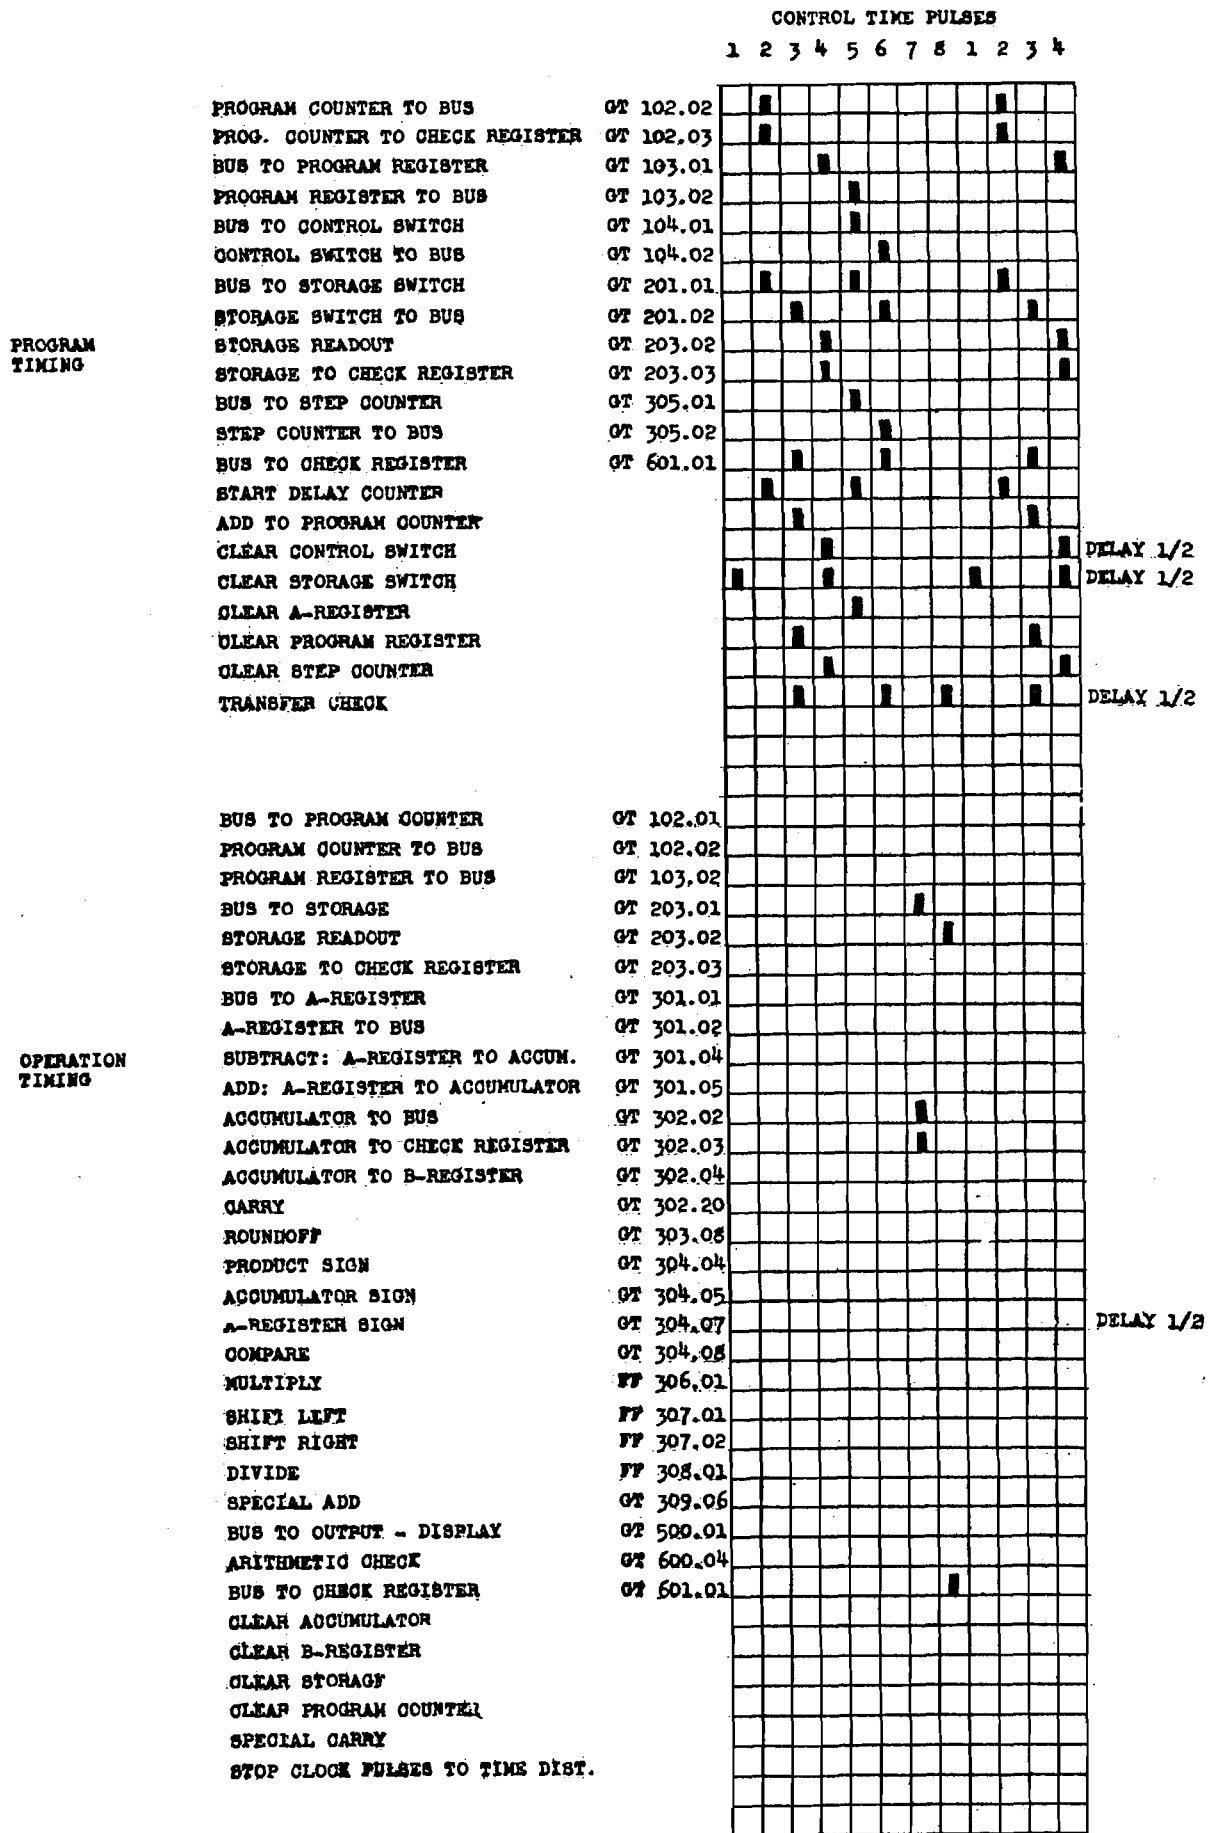 CONTROL TIME PULSES
1 2 3 4 5 6 7 8 1 2 3 4
PROGRAM COUNTER TO BUS GT 102.02
PROG. COUNTER TO CHECK REGISTER GT 102.03
BUS TO PROGRAM REGISTER GT 103.01
PROGRAM REGISTER TO BUS GT 103.02
BUS TO CONTROL SWITCH GT 104.01
CONTROL SWITCH TO BUS GT 104.02
BUS TO STORAGE SWITCH GT 201.01
STORAGE SWITCH TO BUS GT 201.02
PROGRAM TIMING
STORAGE READOUT GT 203.02
STORAGE TO CHECK REGISTER GT 203.03
BUS TO STEP COUNTER GT 305.01
STEP COUNTER TO BUS GT 305.02
BUS TO CHECK REGISTER GT 601.01
START DELAY COUNTER
ADD TO PROGRAM COUNTER
CLEAR CONTROL SWITCH DELAY 1/2
CLEAR STORAGE SWITCH DELAY 1/2
CLEAR A-REGISTER
CLEAR PROGRAM REGISTER
CLEAR STEP COUNTER
TRANSFER CHECK DELAY 1/2
BUS TO PROGRAM COUNTER GT 102.01
PROGRAM COUNTER TO BUS GT 102.02
PROGRAM REGISTER TO BUS GT 103.02
BUS TO STORAGE GT 203.01
STORAGE READOUT GT 203.02
STORAGE TO CHECK REGISTER GT 203.03
BUS TO A-REGISTER GT 301.01
A-REGISTER TO BUS GT 301.02
OPERATION TIMING
SUBTRACT: A-REGISTER TO ACCUM. GT 301.04
ADD: A-REGISTER TO ACCUMULATOR GT 301.05
ACCUMULATOR TO BUS GT 302.02
ACCUMULATOR TO CHECK REGISTER GT 302.03
ACCUMULATOR TO B-REGISTER GT 302.04
CARRY GT 302.20
ROUNDOFF GT 303.08
PRODUCT SIGN GT 304.04
ACCUMULATOR SIGN GT 304.05
A-REGISTER SIGN GT 304.07 DELAY 1/2
COMPARE GT 304.08
MULTIPLY FF 306.01
SHIFT LEFT FF 307.01
SHIFT RIGHT FF 307.02
DIVIDE FF 308.01
SPECIAL ADD GT 309.06
BUS TO OUTPUT - DISPLAY GT 500.01
ARITHMETIC CHECK GT 600.04
BUS TO CHECK REGISTER GT 601.01
CLEAR ACCUMULATOR
CLEAR B-REGISTER
CLEAR STORAGE
CLEAR PROGRAM COUNTER
SPECIAL CARRY
STOP CLOCK PULSES TO TIME DIST.